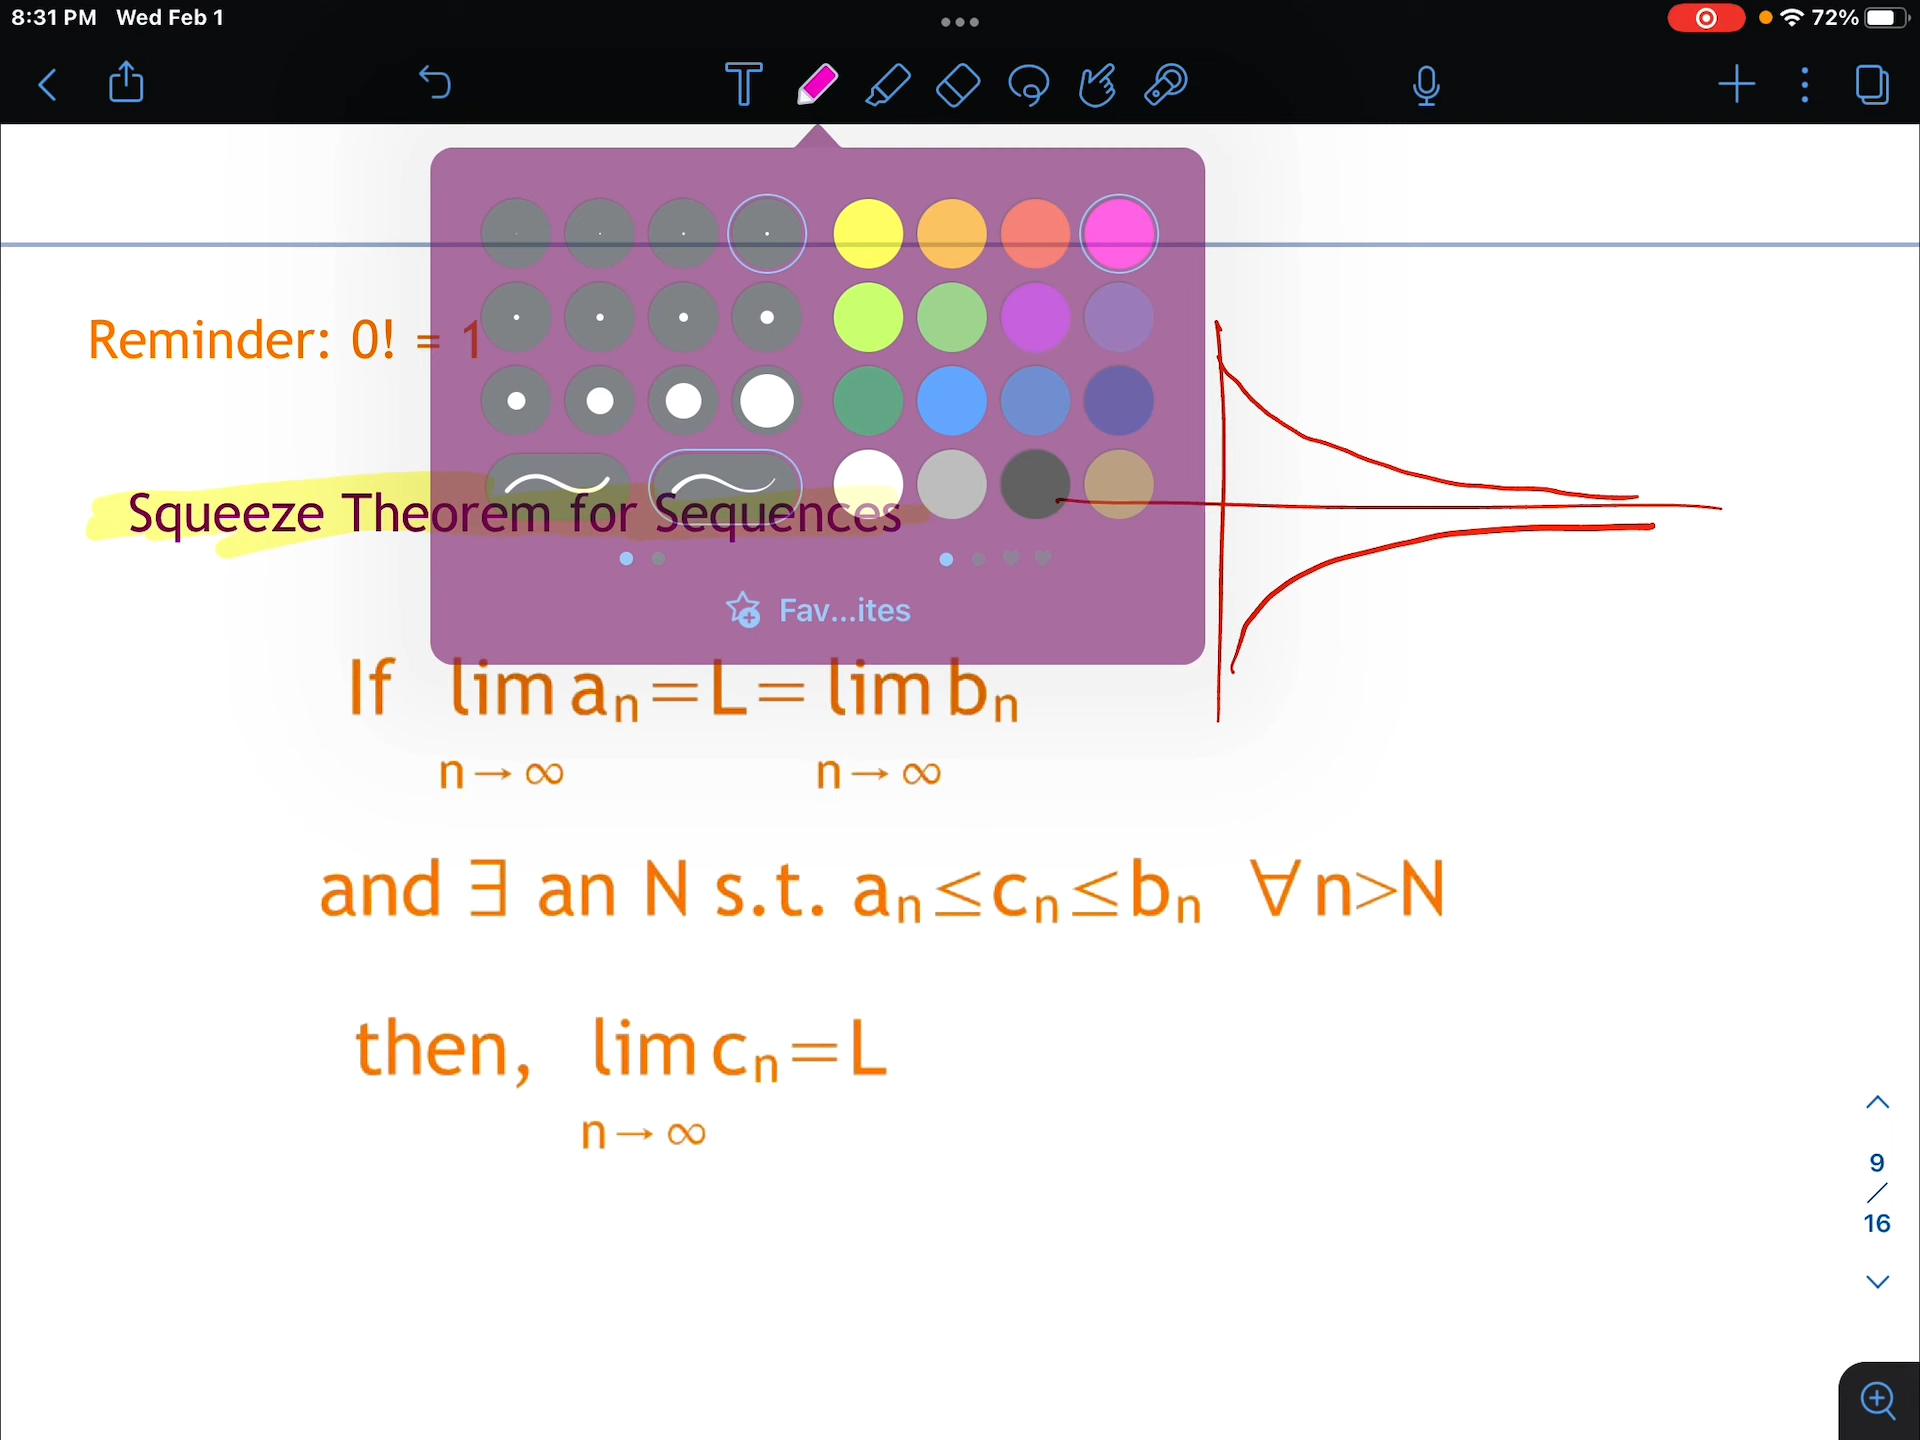 8:31 PM Wed Feb 1
72%
Reminder: 0! = 1
Squeeze Theorem for Sequences
Fav...ites
If lim aₙ=L= lim bₙ
n→∞ n→∞
and ∃ an N s.t. aₙ≤cₙ≤bₙ ∀n>N
then, lim cₙ=L
n→∞
9
/
16